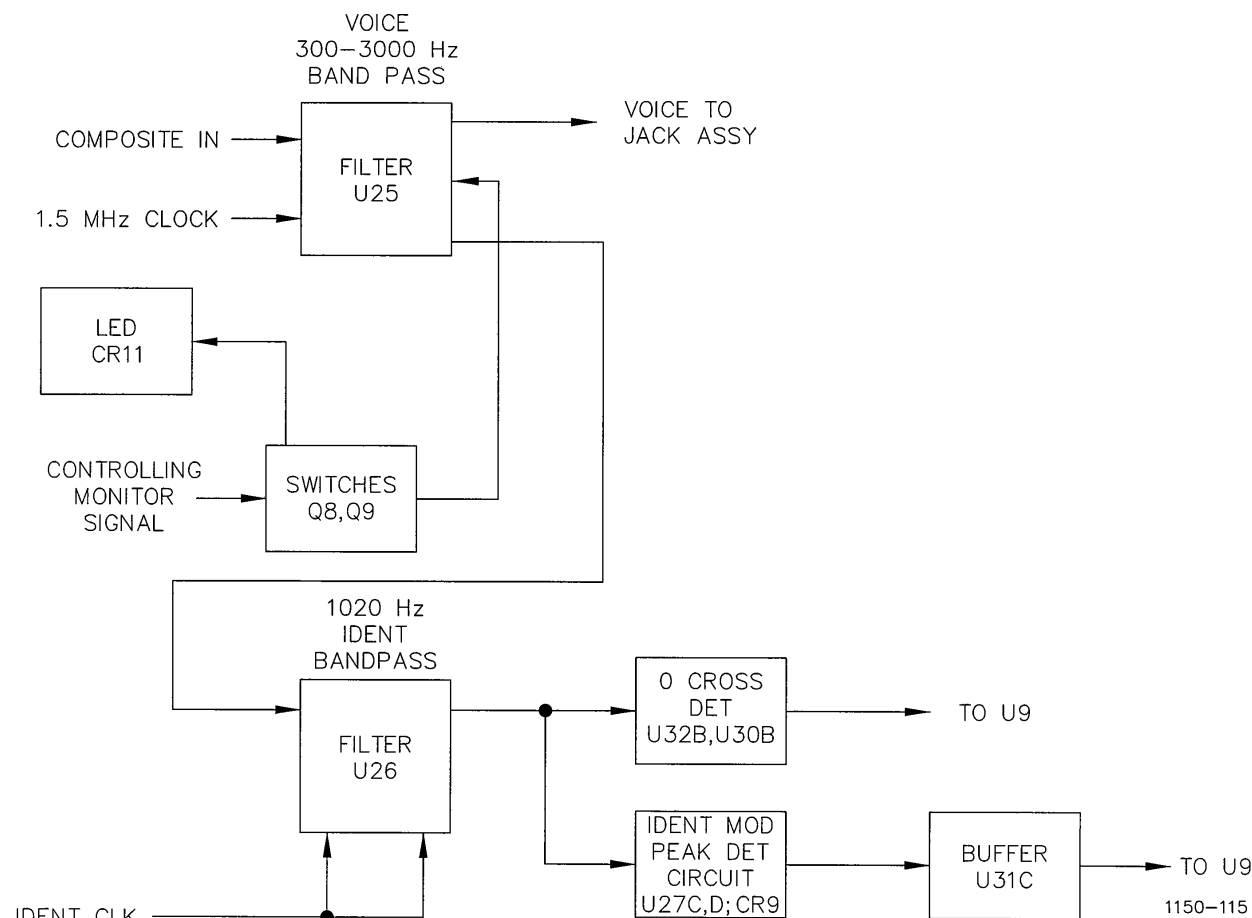 VOICE
300-3000 Hz
BAND PASS
COMPOSITE IN
FILTER
U25
VOICE TO
JACK ASSY
1.5 MHz CLOCK
LED
CR11
CONTROLLING
MONITOR
SIGNAL
SWITCHES
Q8,Q9
1020 Hz
IDENT
BANDPASS
FILTER
U26
0 CROSS
DET
U32B,U30B
TO U9
IDENT MOD
PEAK DET
CIRCUIT
U27C,D; CR9
BUFFER
U31C
TO U9
IDENT CLK
1150-115